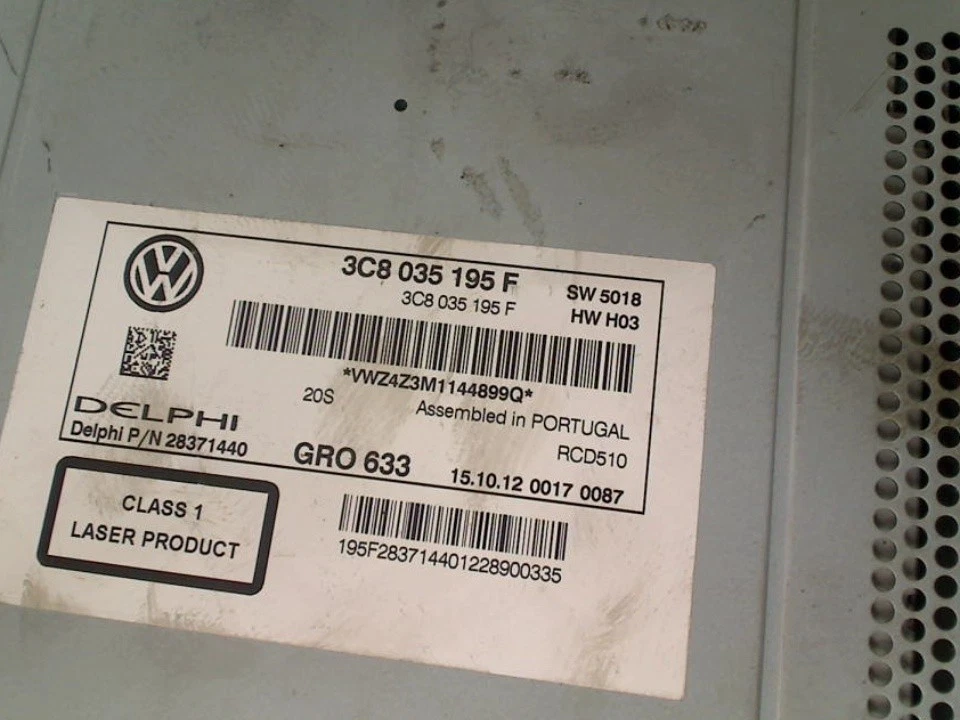 3C8 035 195 F
SW 5018
3C8 035 195 F
HW H03
*VWZ4Z3M1144899Q*
20S
Assembled in PORTUGAL
DELPHI
Delphi P/N 28371440
GRO 633
RCD510
15.10.12 0017 0087
CLASS 1
LASER PRODUCT
195F283714401228900335